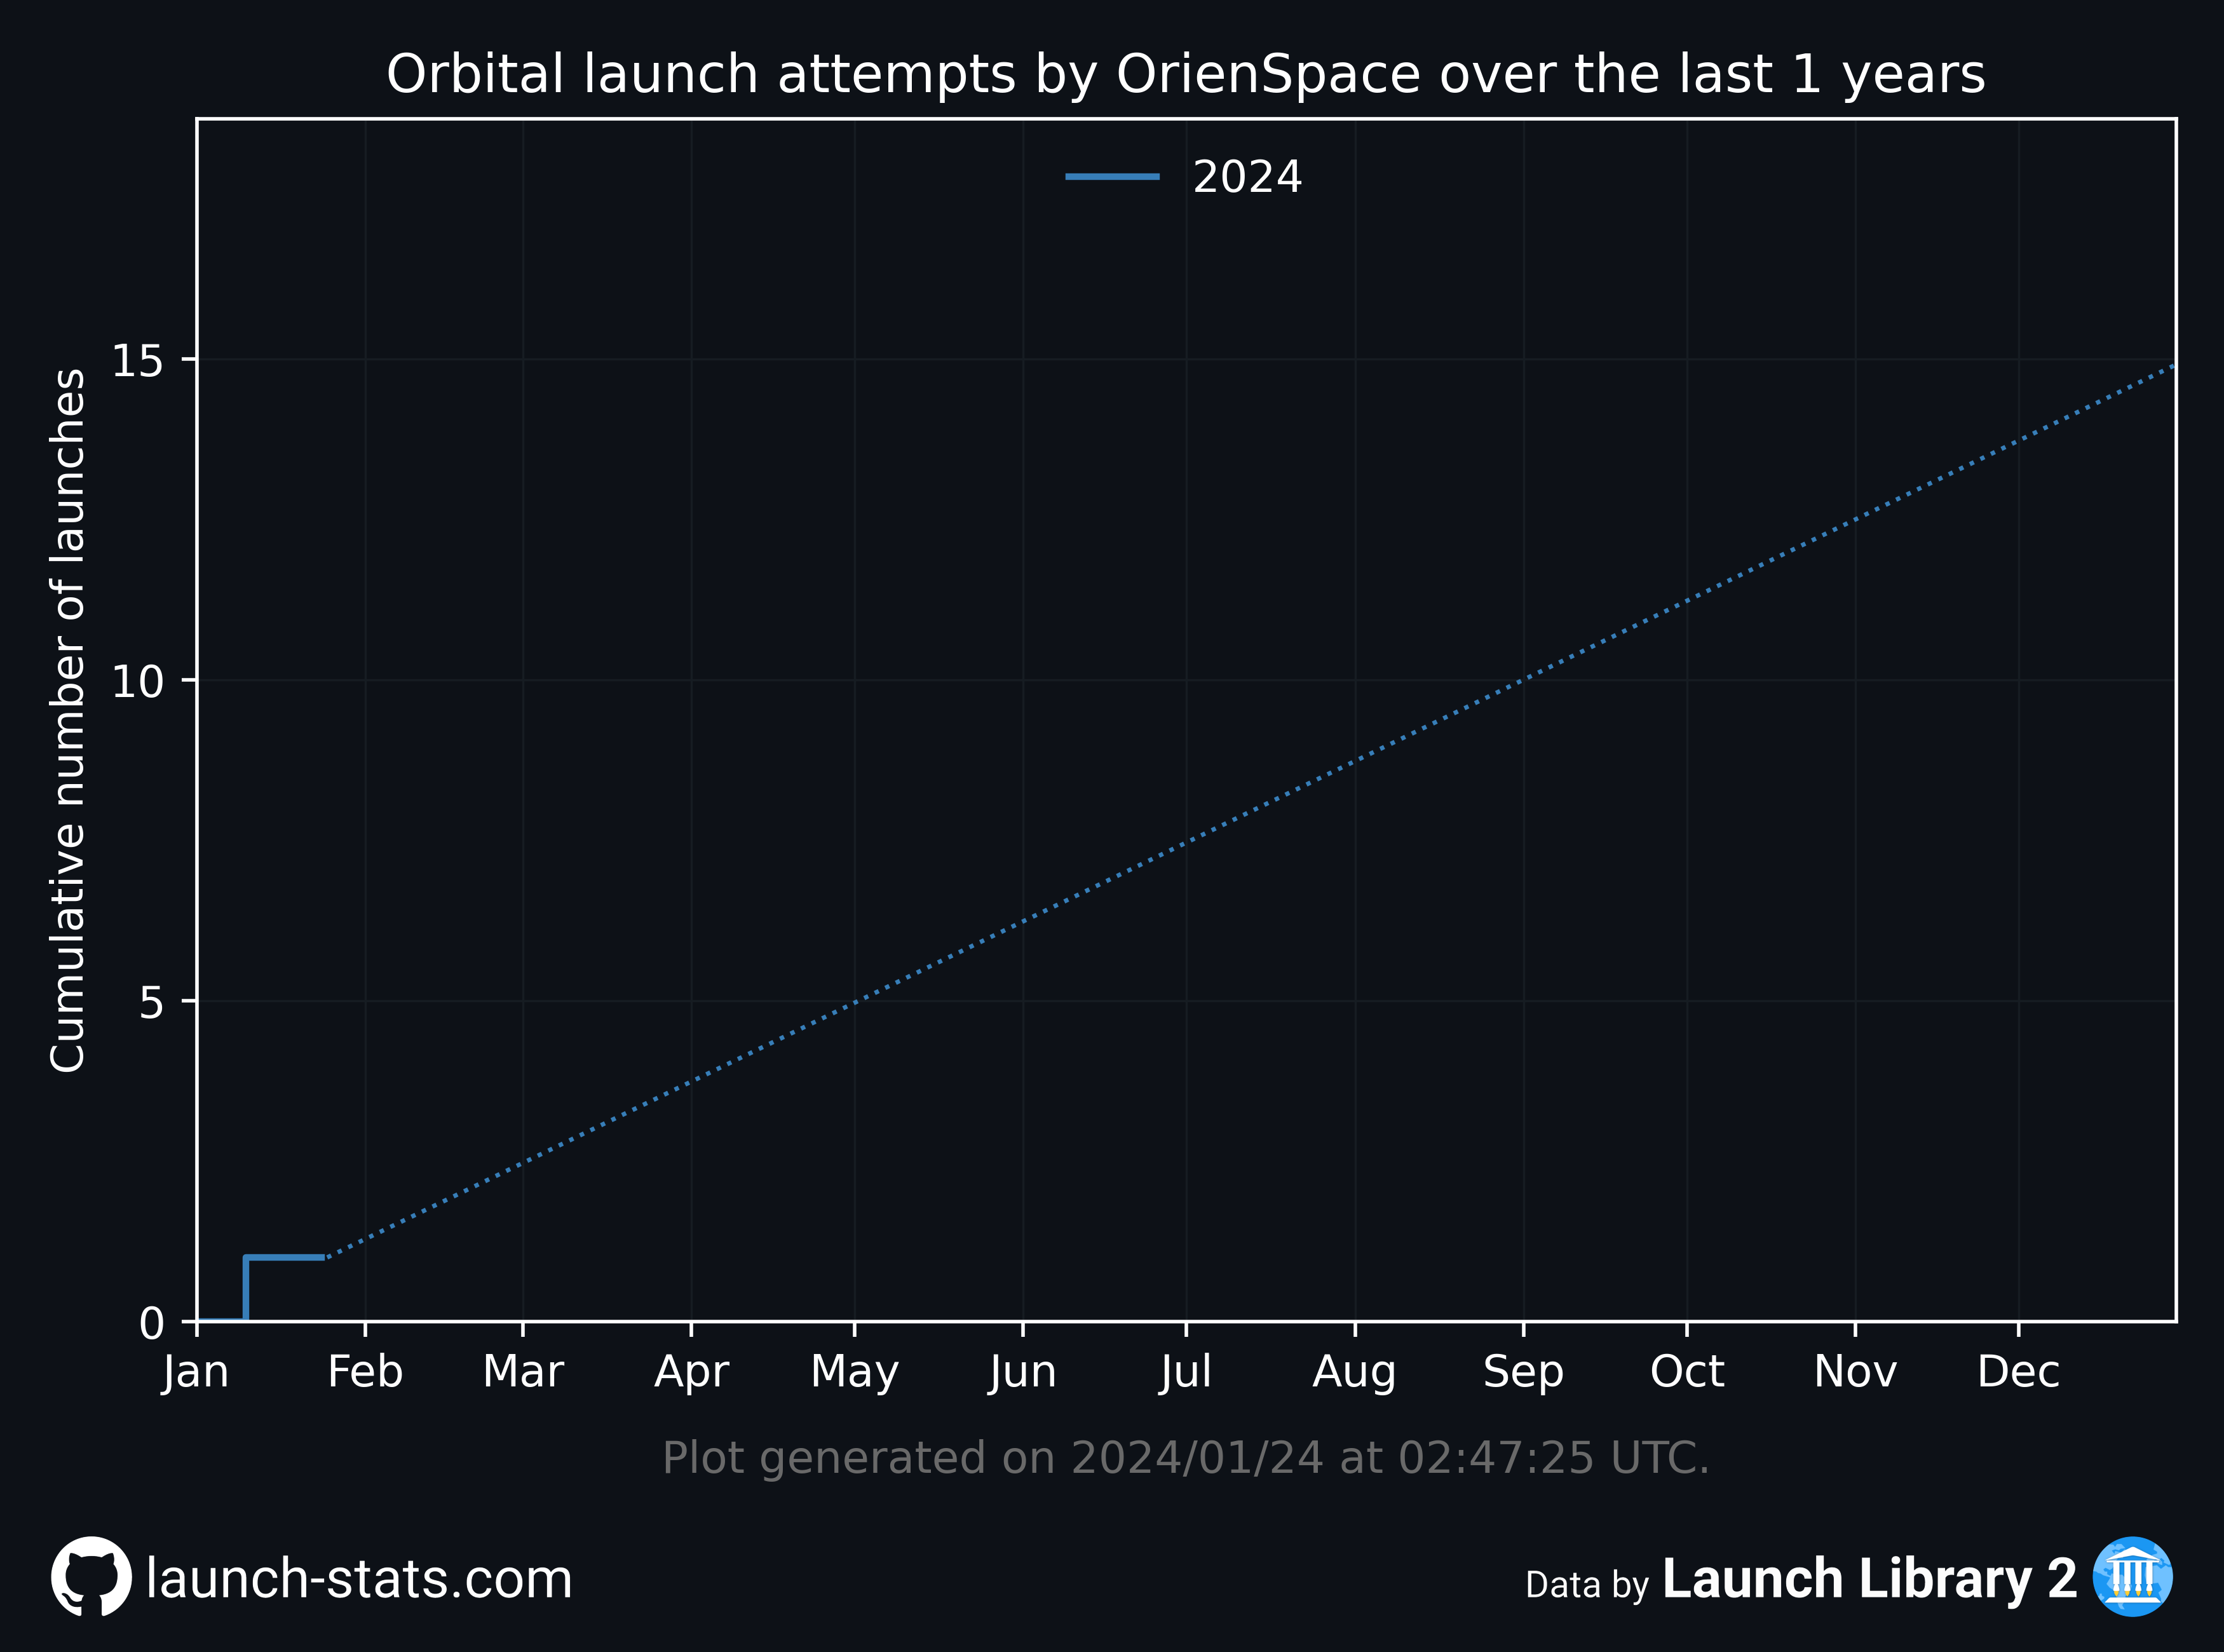 Orbital launch attempts by OrienSpace over the last 1 years
2024
Cumulative number of launches
15
10
5
0
Jan Feb Mar Apr May Jun Jul Aug Sep Oct Nov Dec
Plot generated on 2024/01/24 at 02:47:25 UTC.
launch-stats.com
Data by Launch Library 2